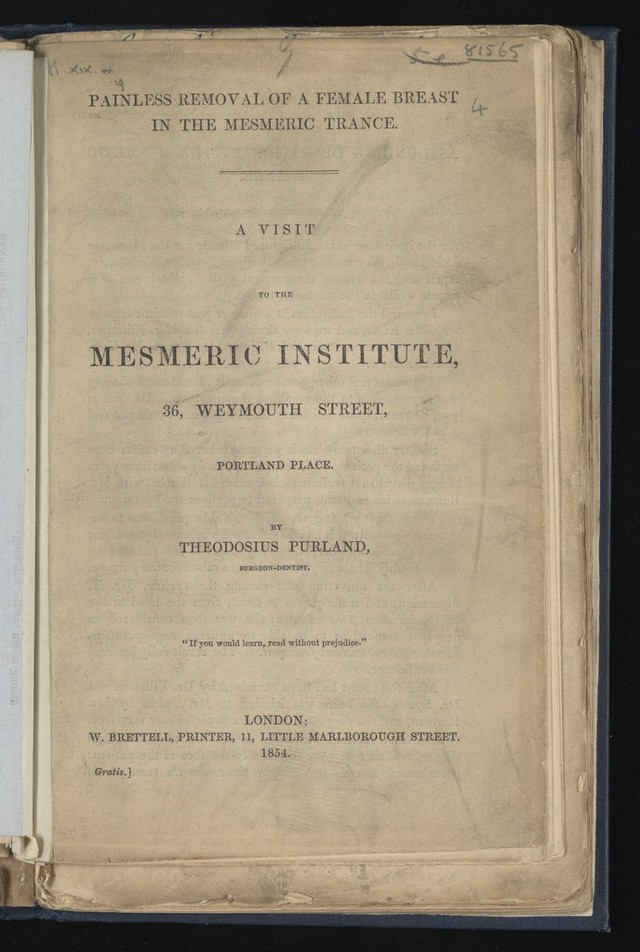 81565
4
PAINLESS REMOVAL OF A FEMALE BREAST
IN THE MESMERIC TRANCE.
A VISIT
TO THE
MESMERIC INSTITUTE,
36, WEYMOUTH STREET,
PORTLAND PLACE.
BY
THEODOSIUS PURLAND,
SURGEON-DENTIST.
"If you would learn, read without prejudice."
LONDON:
W. BRETTELL, PRINTER, 11, LITTLE MARLBOROUGH STREET.
1854.
Gratis.]